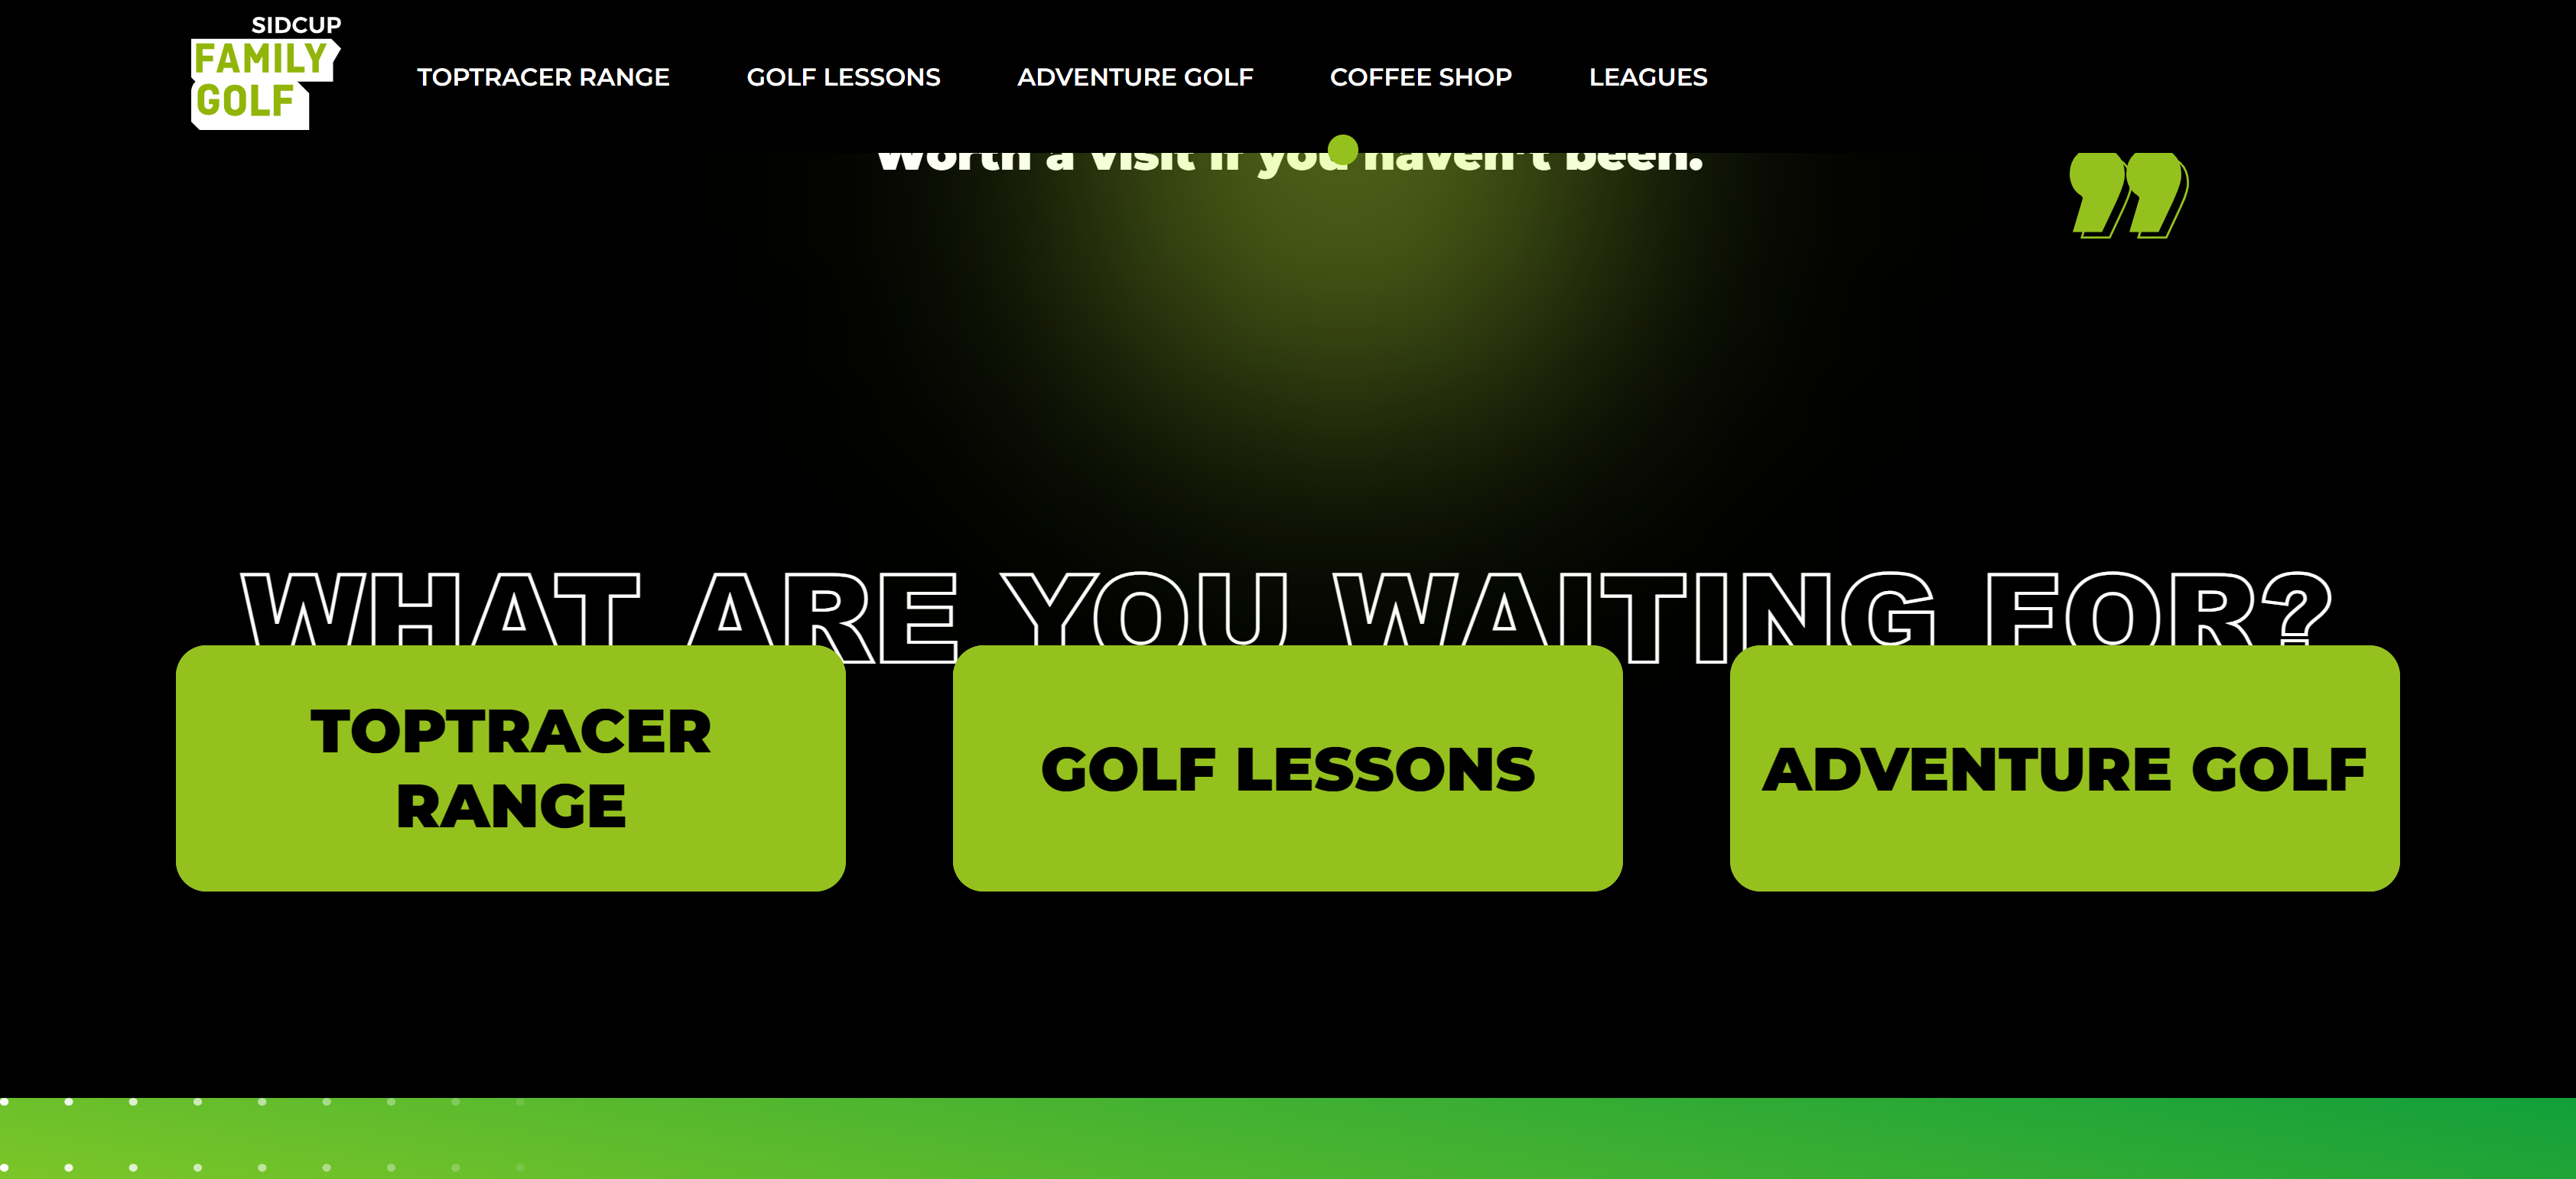 SIDCUP
FAMILY
GOLF
TOPTRACER RANGE
GOLF LESSONS
ADVENTURE GOLF
COFFEE SHOP
LEAGUES
worth a visit if you haven't been.
”
WHAT ARE YOU WAITING FOR?
TOPTRACER
RANGE
GOLF LESSONS
ADVENTURE GOLF